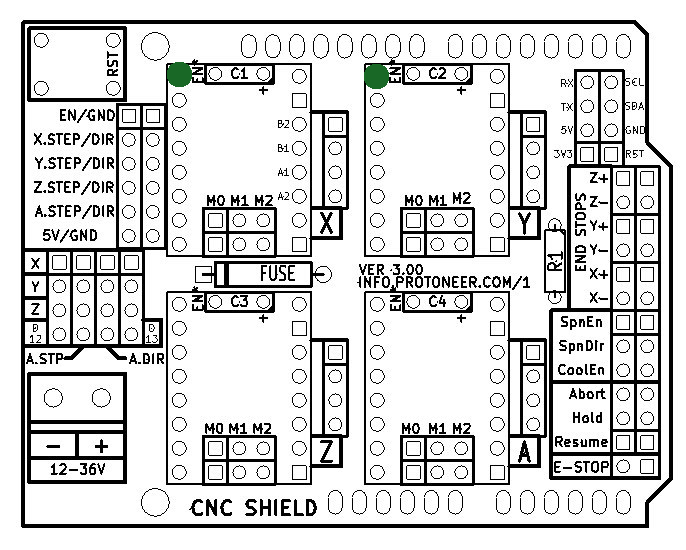 RST
EN*
C1
+
EN*
C2
+
RX
SCL
TX
SDA
5V
GND
3V3
RST
EN/GND
X.STEP/DIR
Y.STEP/DIR
Z.STEP/DIR
A.STEP/DIR
5V/GND
B2
B1
A1
A2
M0 M1 M2
X
M0 M1 M2
Y
END STOPS
Z+
Z-
Y+
Y-
X+
X-
R1
X
Y
Z
D
12
D
13
A.STP
A.DIR
FUSE
VER 3.00
INFO.PROTONEER.COM/1
EN*
C3
+
EN*
C4
+
SpnEn
SpnDir
CoolEn
Abort
Hold
Resume
E-STOP
M0 M1 M2
Z
M0 M1 M2
A
- +
12-36V
CNC SHIELD